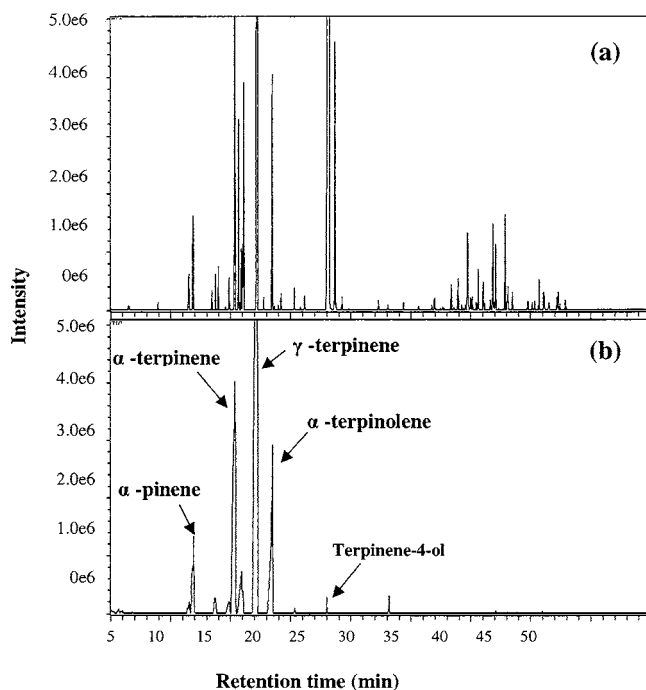 5.0e6
(a)
4.0e6
3.0e6
2.0e6
1.0e6
0e6
Intensity
5.0e6
γ -terpinene
(b)
α -terpinene
4.0e6
α -terpinolene
3.0e6
α -pinene
2.0e6
1.0e6
Terpinene-4-ol
0e6
5 10 15 20 25 30 35 40 45 50
Retention time (min)